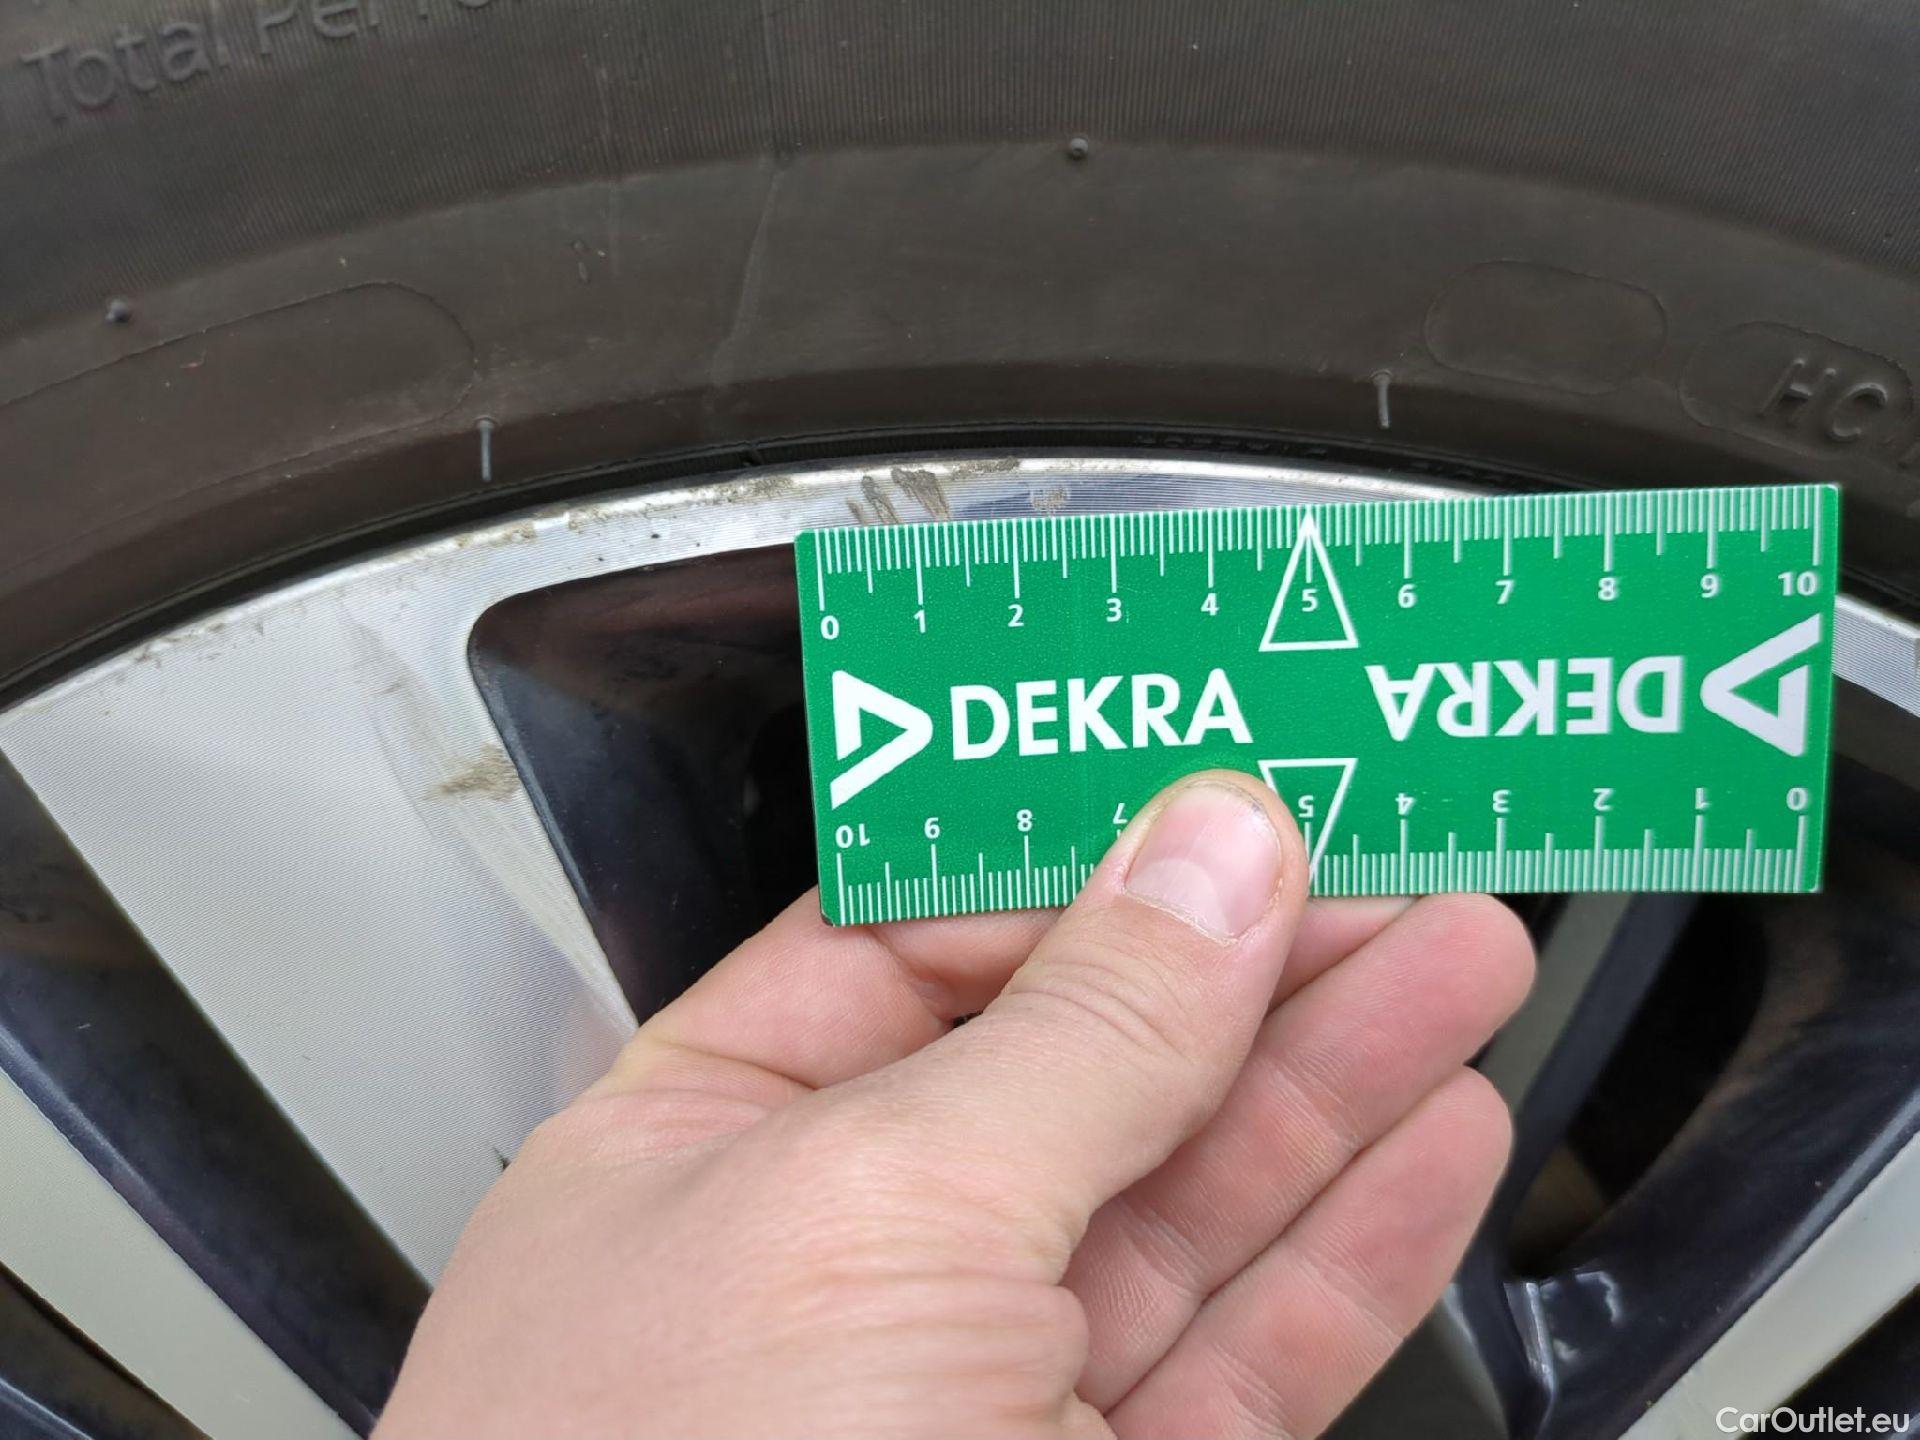 Total
HC
0 1 2 3 4 5 6 7 8 9 10
DEKRA DEKRA
10 9 8 7 5 4 3 2 1 0
CarOutlet.eu